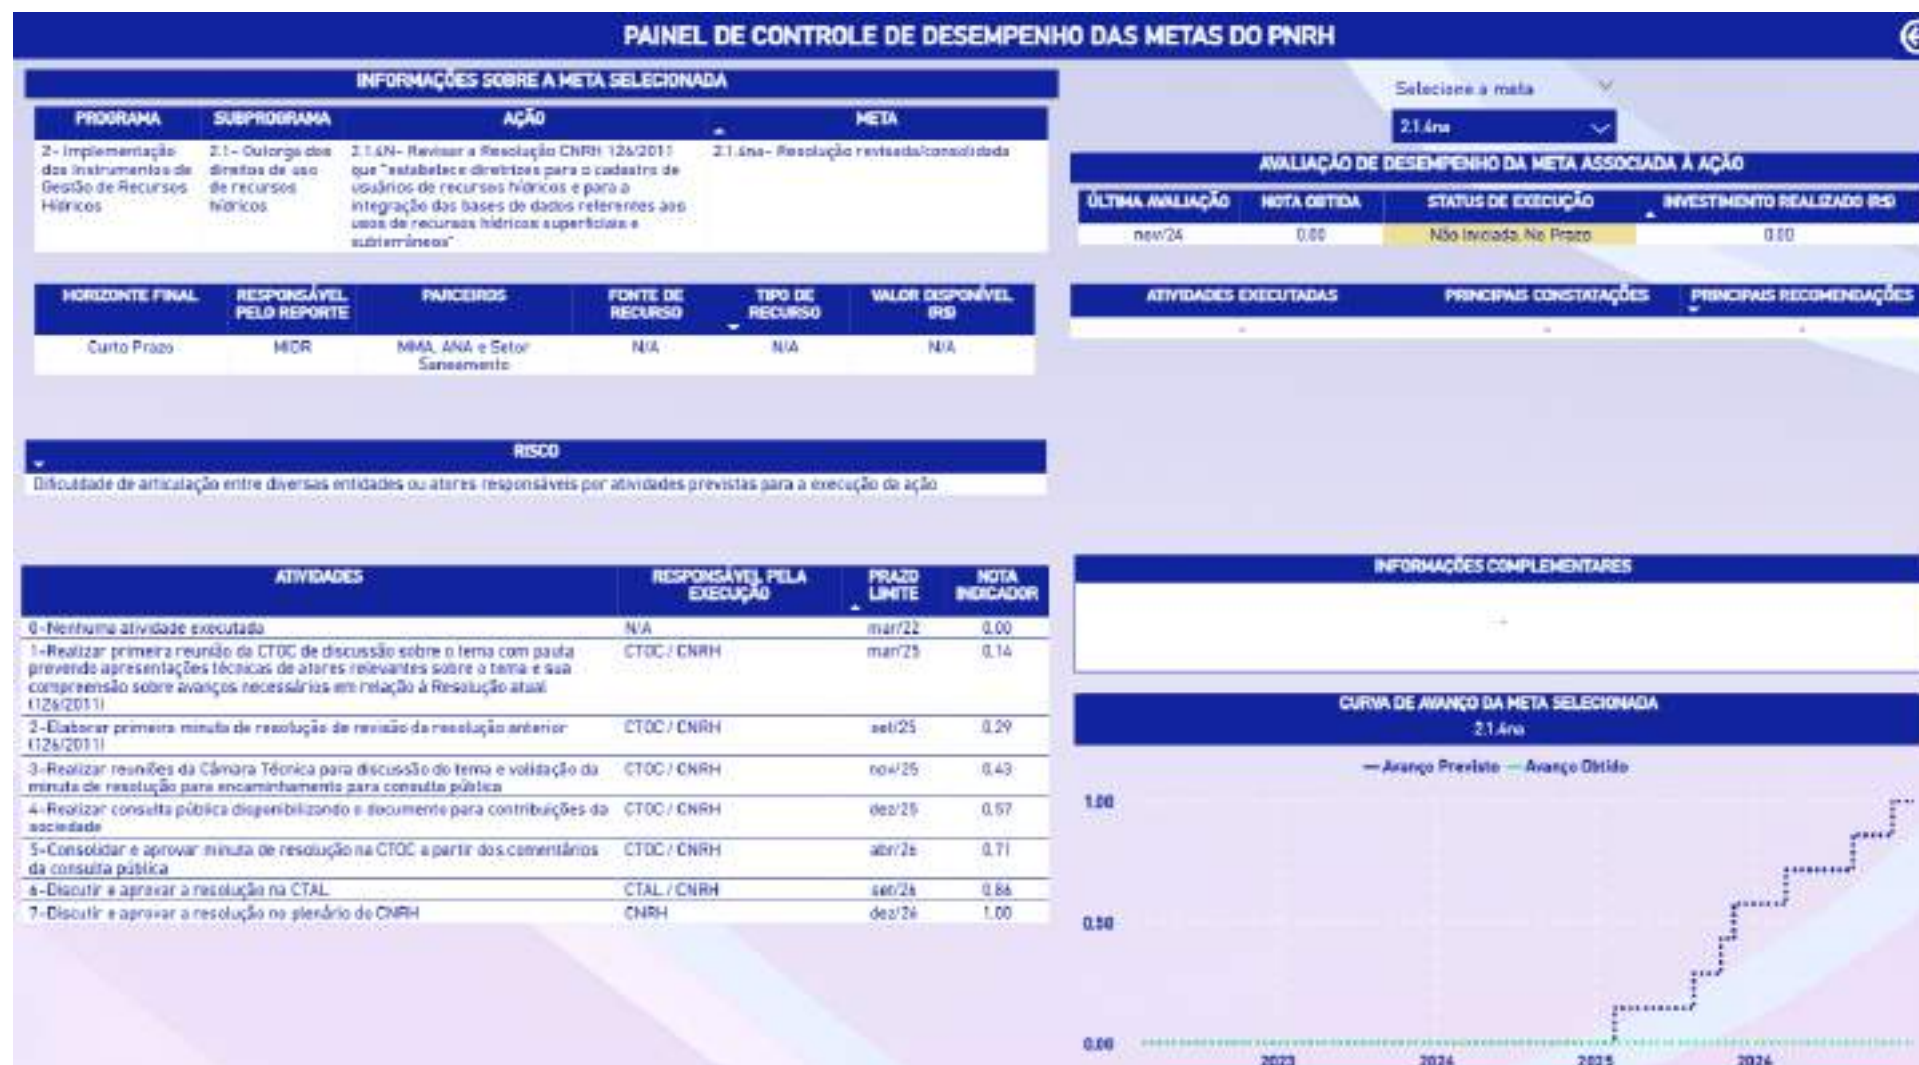 PAINEL DE CONTROLE DE DESEMPENHO DAS METAS DO PNRH
INFORMAÇÕES SOBRE A META SELECIONADA
PROGRAMA SUBPROGRAMA AÇÃO META
2- Implementação dos Instrumentos de Gestão de Recursos Hídricos
2.1- Outorga dos direitos de uso de recursos hídricos
2.1.4N- Revisar a Resolução CNRH 126/2011
que "estabelece diretrizes para o cadastro de
usuários de recursos hídricos e para a
integração das bases de dados referentes aos
usos de recursos hídricos superficiais e
subterrâneos"
2.1.4na- Resolução revisada/consolidada
HORIZONTE FINAL RESPONSÁVEL PELO REPORTE PARCEIROS FONTE DE RECURSO TIPO DE RECURSO VALOR DISPONÍVEL (R$)
Curto Prazo MIDR MMA, ANA e Setor Saneamento N/A N/A N/A
RISCO
Dificuldade de articulação entre diversas entidades ou atores responsáveis por atividades previstas para a execução da ação
ATIVIDADES RESPONSÁVEL PELA EXECUÇÃO PRAZO LIMITE NOTA INDICADOR
0-Nenhuma atividade executada N/A mar/22 0.00
1-Realizar primeira reunião da CTOC de discussão sobre o tema com pauta CTOC / CNRH mar/25 0.14
prevendo apresentações técnicas de atores relevantes sobre o tema e sua
compreensão sobre avanços necessários em relação à Resolução atual
(126/2011)
2-Elaborar primeira minuta de resolução de revisão da resolução anterior CTOC / CNRH set/25 0.29
(126/2011)
3-Realizar reuniões da Câmara Técnica para discussão do tema e validação da CTOC / CNRH nov/25 0.43
minuta de resolução para encaminhamento para consulta pública
4-Realizar consulta pública disponibilizando o documento para contribuições da CTOC / CNRH dez/25 0.57
sociedade
5-Consolidar e aprovar minuta de resolução na CTOC a partir dos comentários CTOC / CNRH abr/26 0.71
da consulta pública
6-Discutir e aprovar a resolução na CTAL CTAL / CNRH set/26 0.86
7-Discutir e aprovar a resolução no plenário do CNRH CNRH dez/26 1.00
Selecione a meta
2.1.4na
AVALIAÇÃO DE DESEMPENHO DA META ASSOCIADA À AÇÃO
ÚLTIMA AVALIAÇÃO NOTA OBTIDA STATUS DE EXECUÇÃO INVESTIMENTO REALIZADO (R$)
nov/24 0.00 Não Iniciada, No Prazo 0.00
ATIVIDADES EXECUTADAS PRINCIPAIS CONSTATAÇÕES PRINCIPAIS RECOMENDAÇÕES
- - -
INFORMAÇÕES COMPLEMENTARES
-
CURVA DE AVANÇO DA META SELECIONADA
2.1.4na
Avanço Previsto Avanço Obtido
1.00
0.50
0.00
2023 2024 2025 2026